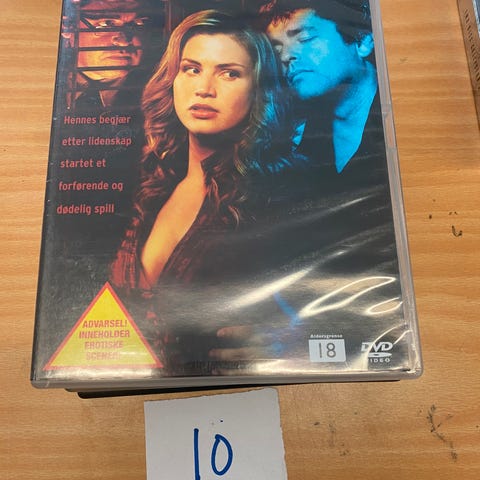 Hennes begjær
etter lidenskap
startet et
forførende og
dødelig spill
ADVARSEL!
INNEHOLDER
EROTISKE
SCENER!
Aldersgrense
18
DVD
VIDEO
10